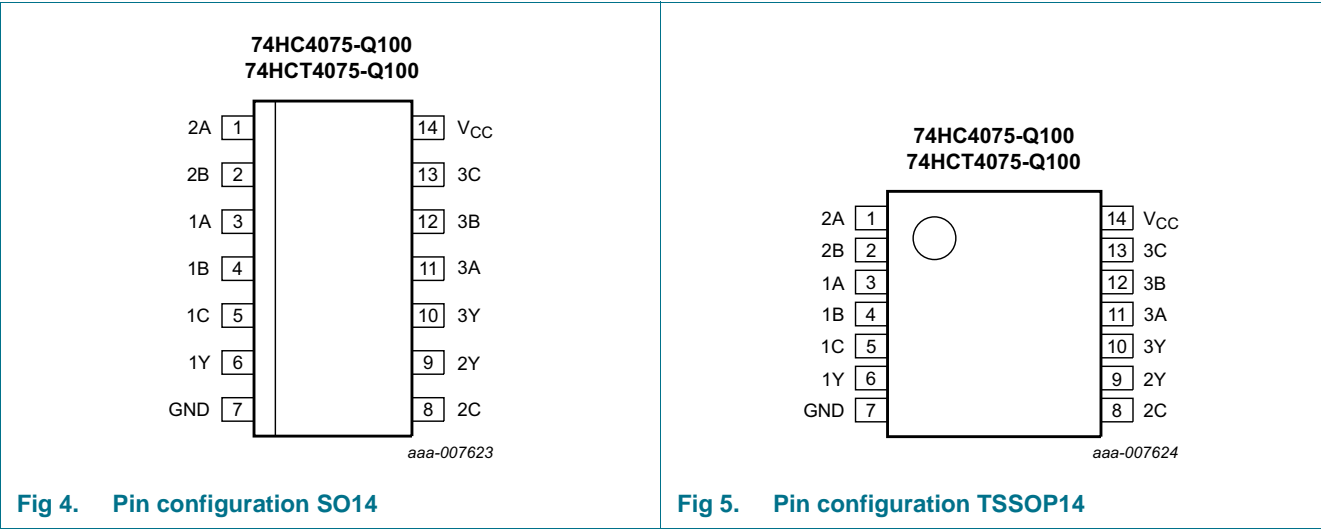 74HC4075-Q100
74HCT4075-Q100
2A 1 14 VCC
2B 2 13 3C
1A 3 12 3B
1B 4 11 3A
1C 5 10 3Y
1Y 6 9 2Y
GND 7 8 2C
aaa-007623
Fig 4. Pin configuration SO14
74HC4075-Q100
74HCT4075-Q100
2A 1 14 VCC
2B 2 13 3C
1A 3 12 3B
1B 4 11 3A
1C 5 10 3Y
1Y 6 9 2Y
GND 7 8 2C
aaa-007624
Fig 5. Pin configuration TSSOP14